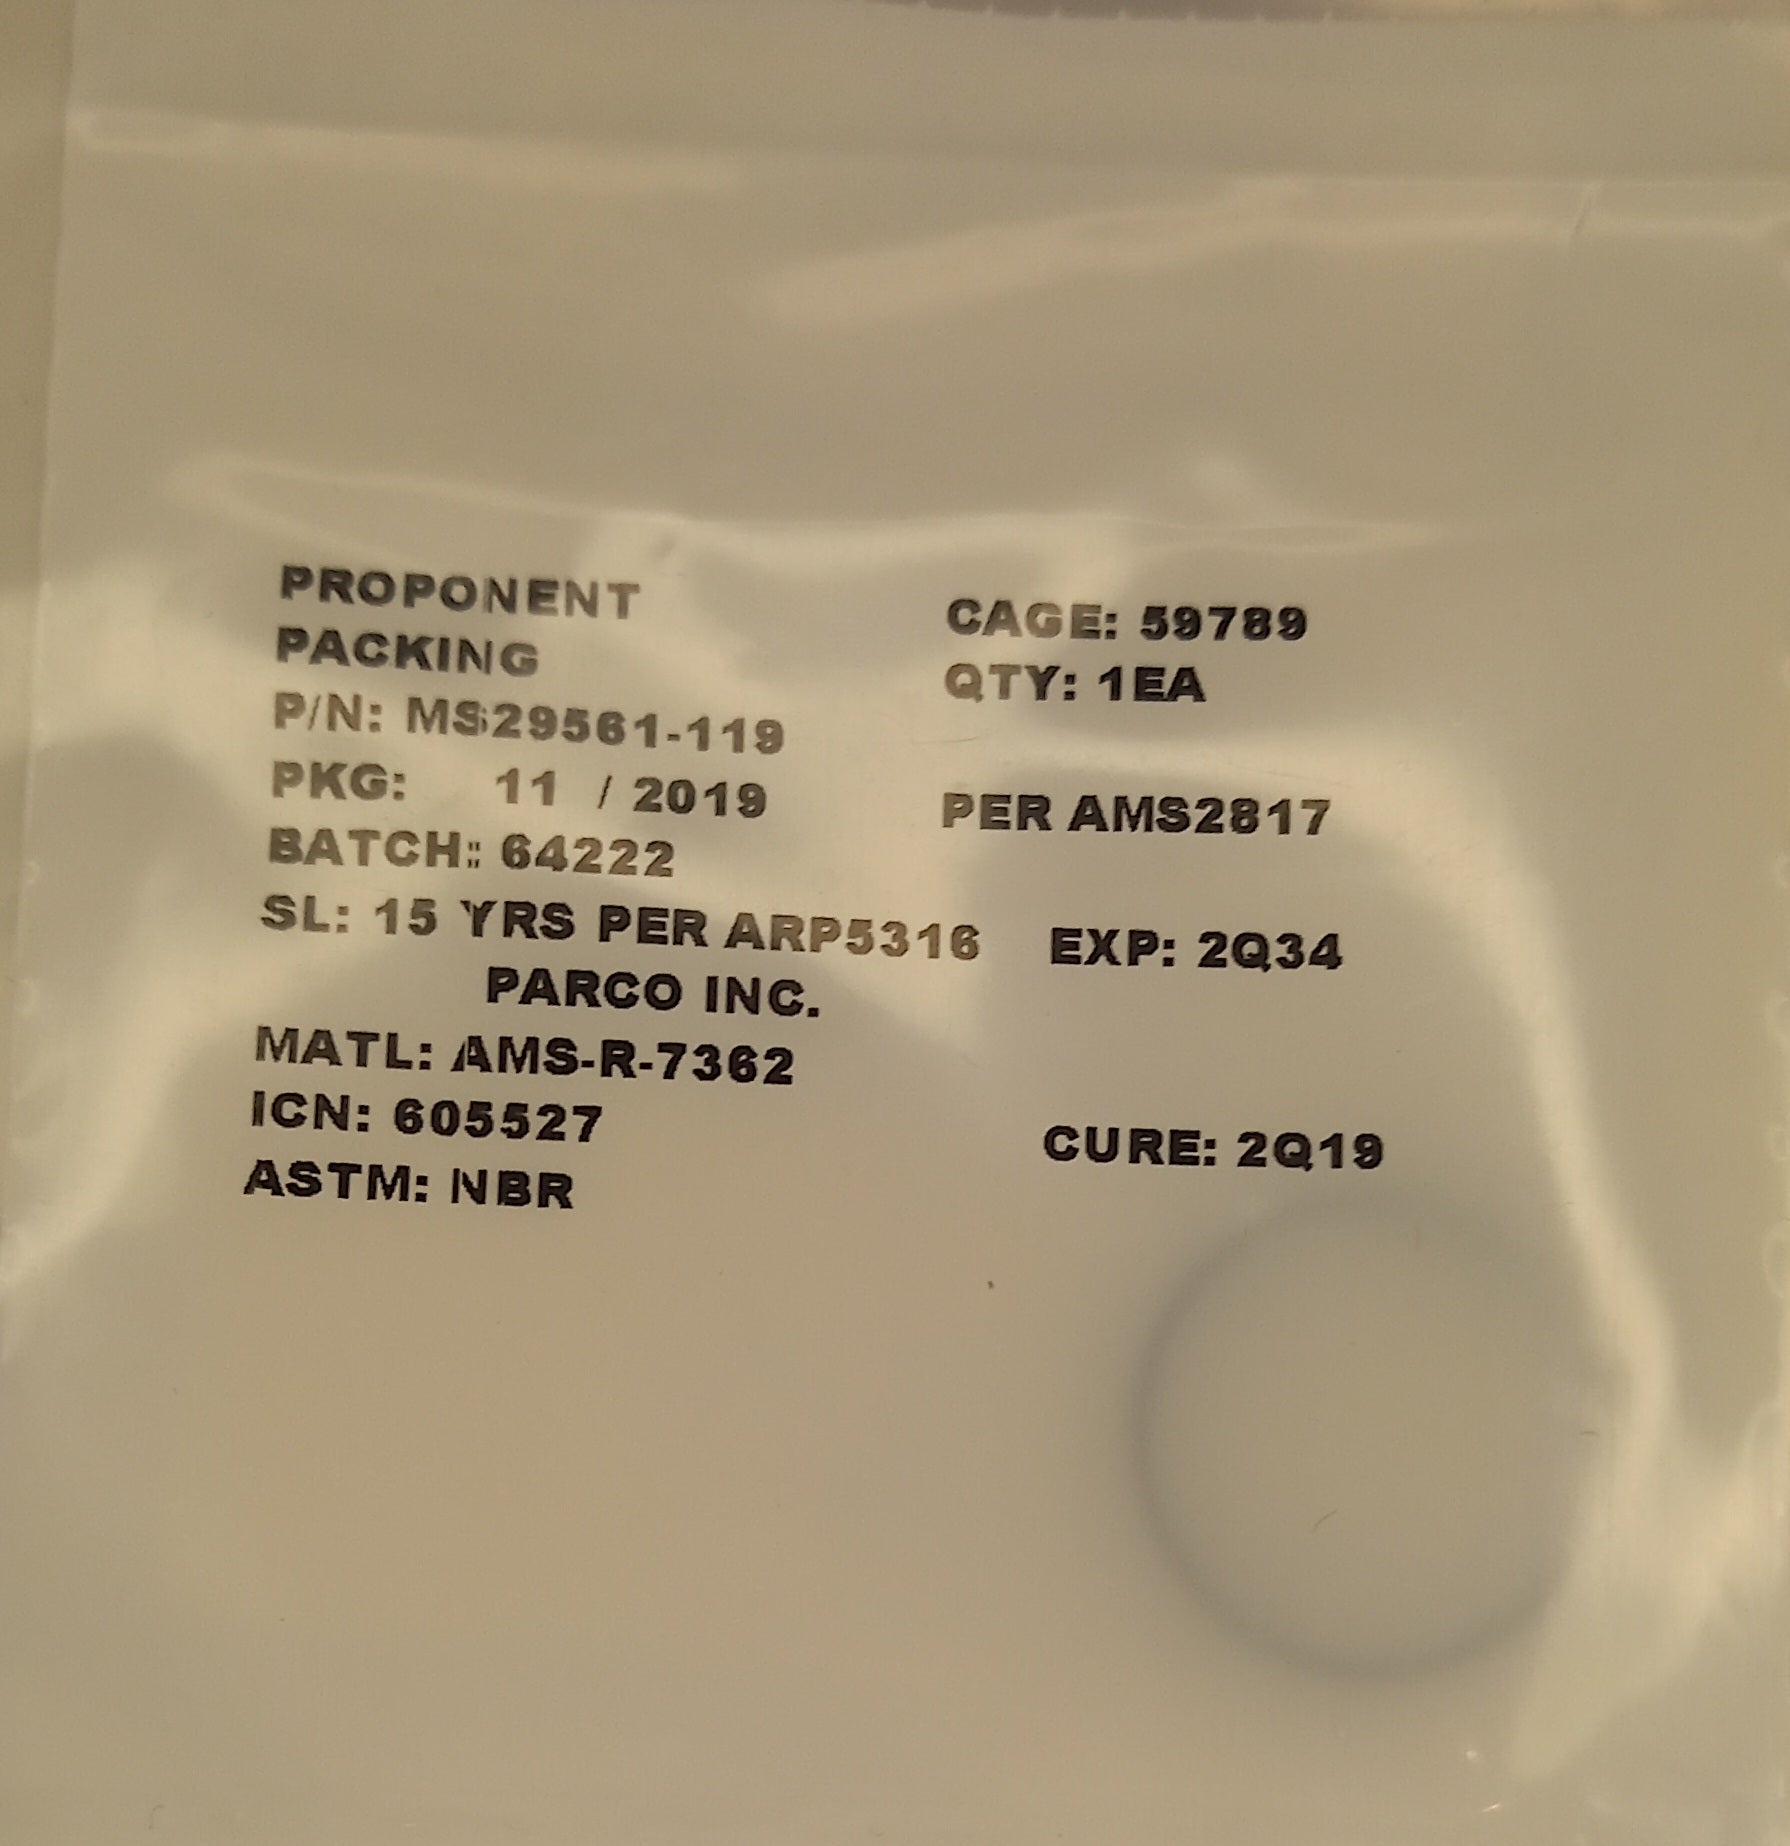 PROPONENT
PACKING
CAGE: 59789
P/N: MS29561-119
QTY: 1EA
PKG: 11 / 2019
PER AMS2817
BATCH: 64222
SL: 15 YRS PER ARP5316
EXP: 2Q34
PARCO INC.
MATL: AMS-R-7362
ICN: 605527
CURE: 2Q19
ASTM: NBR